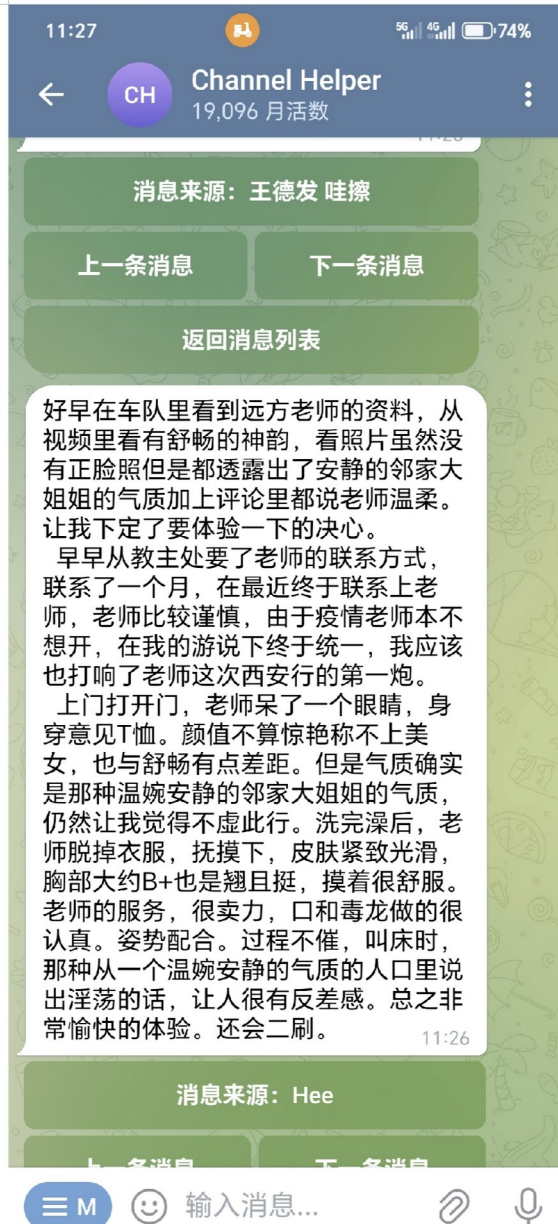 11:27
5G 4G 74%
CH
Channel Helper
19,096 月活数
消息来源：王德发 哇擦
上一条消息
下一条消息
返回消息列表
好早在车队里看到远方老师的资料，从
视频里看有舒畅的神韵，看照片虽然没
有正脸照但是都透露出了安静的邻家大
姐姐的气质加上评论里都说老师温柔。
让我下定了要体验一下的决心。
早早从教主处要了老师的联系方式，
联系了一个月，在最近终于联系上老
师，老师比较谨慎，由于疫情老师本不
想开，在我的游说下终于统一，我应该
也打响了老师这次西安行的第一炮。
上门打开门，老师呆了一个眼睛，身
穿意见T恤。颜值不算惊艳称不上美
女，也与舒畅有点差距。但是气质确实
是那种温婉安静的邻家大姐姐的气质，
仍然让我觉得不虚此行。洗完澡后，老
师脱掉衣服，抚摸下，皮肤紧致光滑，
胸部大约B+也是翘且挺，摸着很舒服。
老师的服务，很卖力，口和毒龙做的很
认真。姿势配合。过程不催，叫床时，
那种从一个温婉安静的气质的人口里说
出淫荡的话，让人很有反差感。总之非
常愉快的体验。还会二刷。
11:26
消息来源：Hee
上一条消息
下一条消息
M
输入消息...